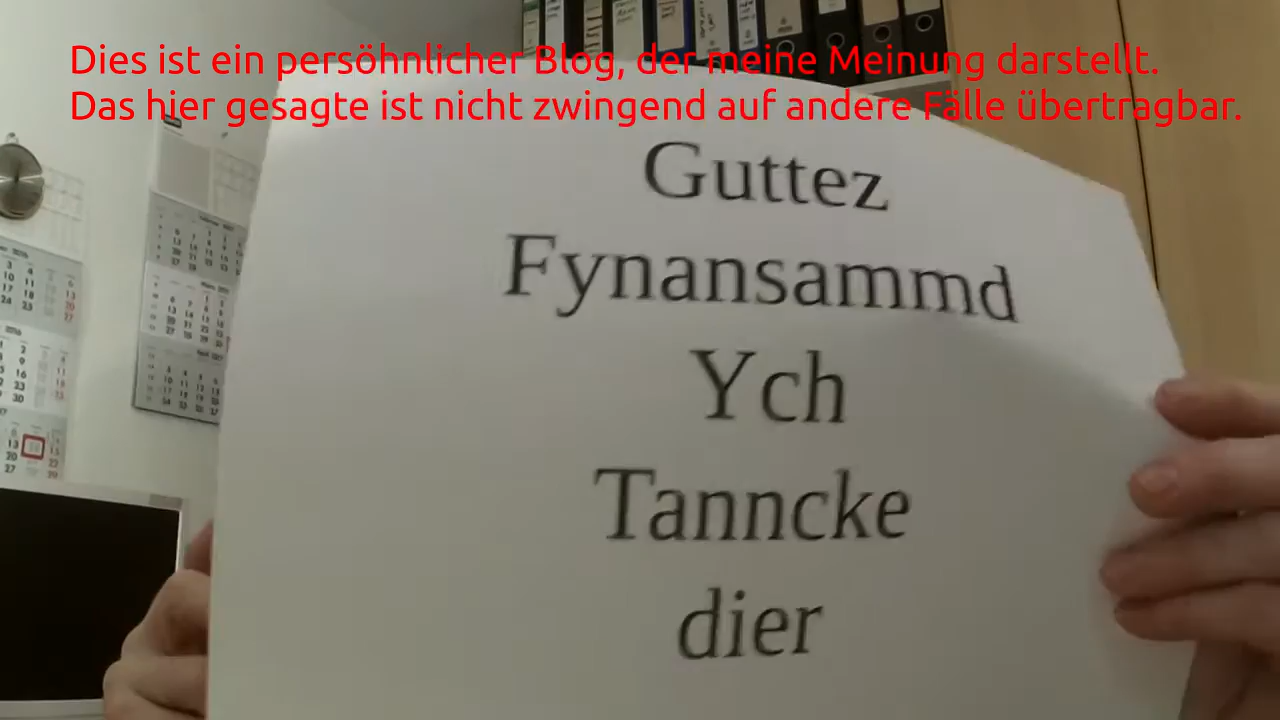 Dies ist ein persöhnlicher Blog, der meine Meinung darstellt.
Das hier gesagte ist nicht zwingend auf andere Fälle übertragbar.
Guttez
Fynansammd
Ych
Tanncke
dier